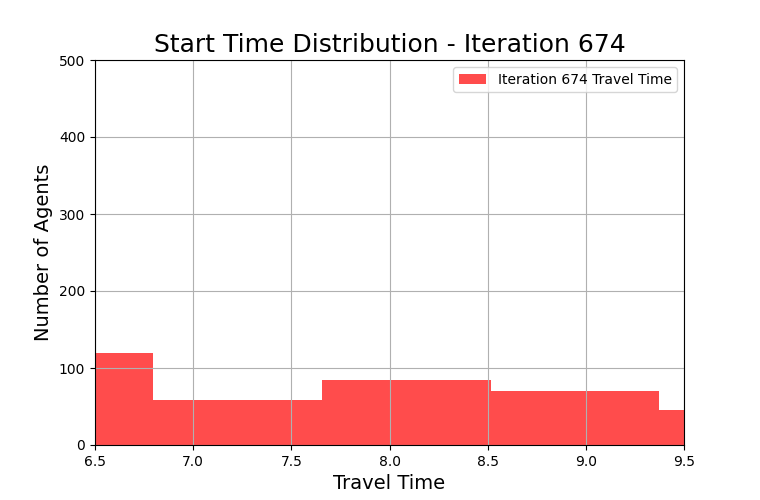 Start Time Distribution - Iteration 674
Iteration 674 Travel Time
Number of Agents
500
400
300
200
100
0
6.5 7.0 7.5 8.0 8.5 9.0 9.5
Travel Time